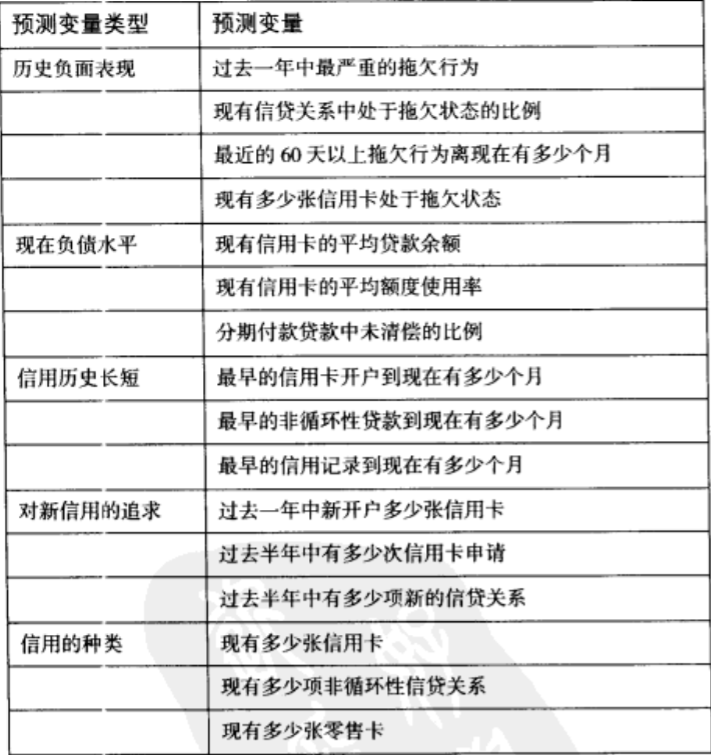 预测变量类型 预测变量
历史负面表现 过去一年中最严重的拖欠行为
现有信贷关系中处于拖欠状态的比例
最近的 60 天以上拖欠行为离现在有多少个月
现有多少张信用卡处于拖欠状态
现在负债水平 现有信用卡的平均贷款余额
现有信用卡的平均额度使用率
分期付款贷款中未清偿的比例
信用历史长短 最早的信用卡开户到现在有多少个月
最早的非循环性贷款到现在有多少个月
最早的信用记录到现在有多少个月
对新信用的追求 过去一年中新开户多少张信用卡
过去半年中有多少次信用卡申请
过去半年中有多少项新的信贷关系
信用的种类 现有多少张信用卡
现有多少项非循环性信贷关系
现有多少张零售卡